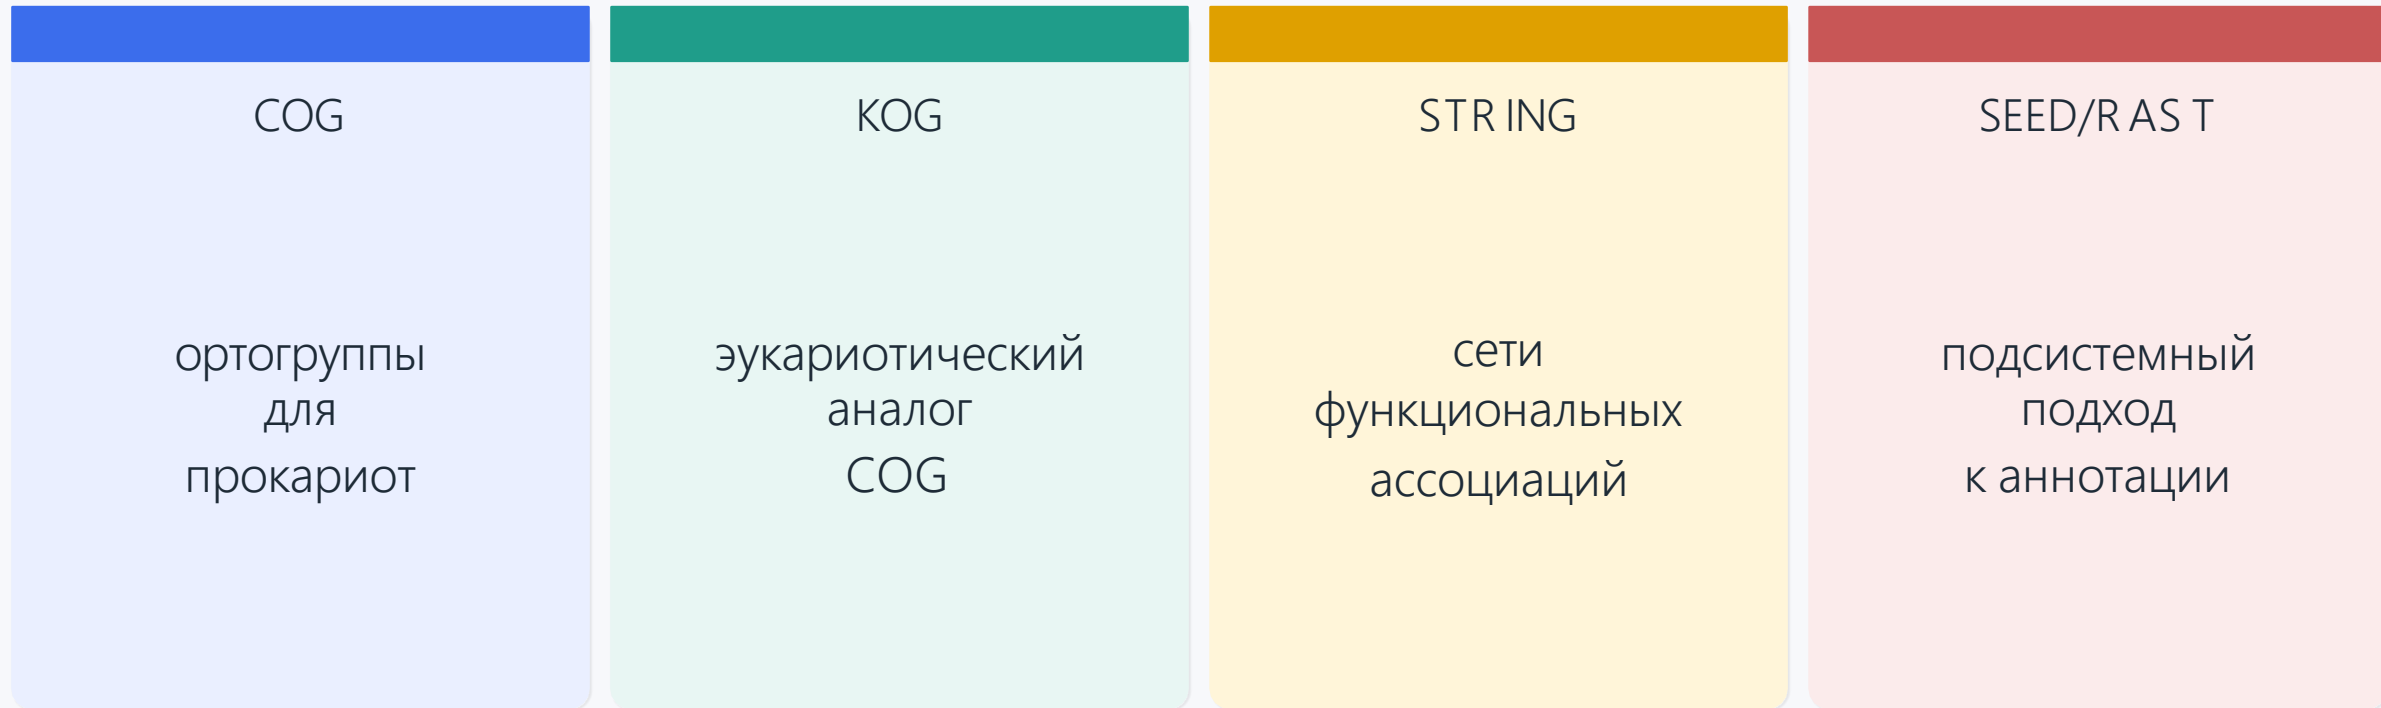 COG
ортогруппы
для
прокариот
KOG
эукариотический
аналог
COG
STRING
сети
функциональных
ассоциаций
SEED/RAST
подсистемный
подход
к аннотации